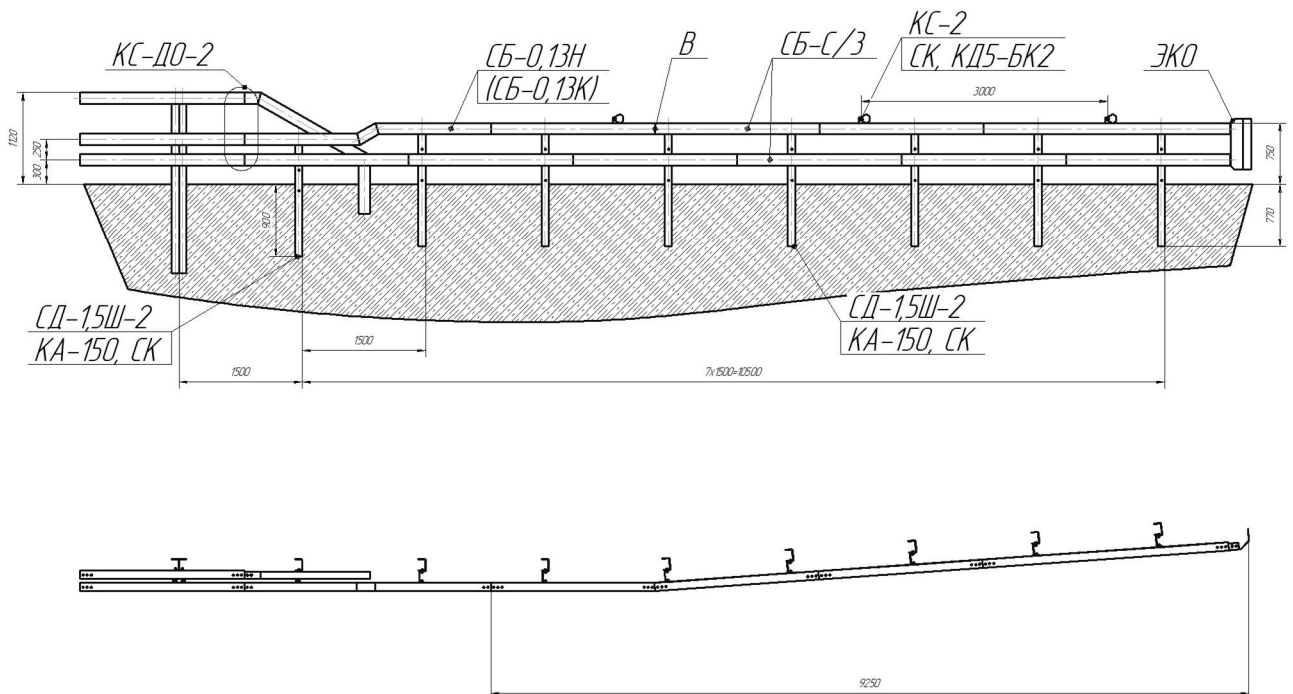 КС-ДО-2
СБ-0,13Н
(СБ-0,13К)
В
СБ-С/3
КС-2
СК, КД5-БК2
ЭКО
3000
1120
250
300
900
750
770
СД-1,5Ш-2
КА-150, СК
1500
СД-1,5Ш-2
КА-150, СК
1500
7х1500=10500
9250